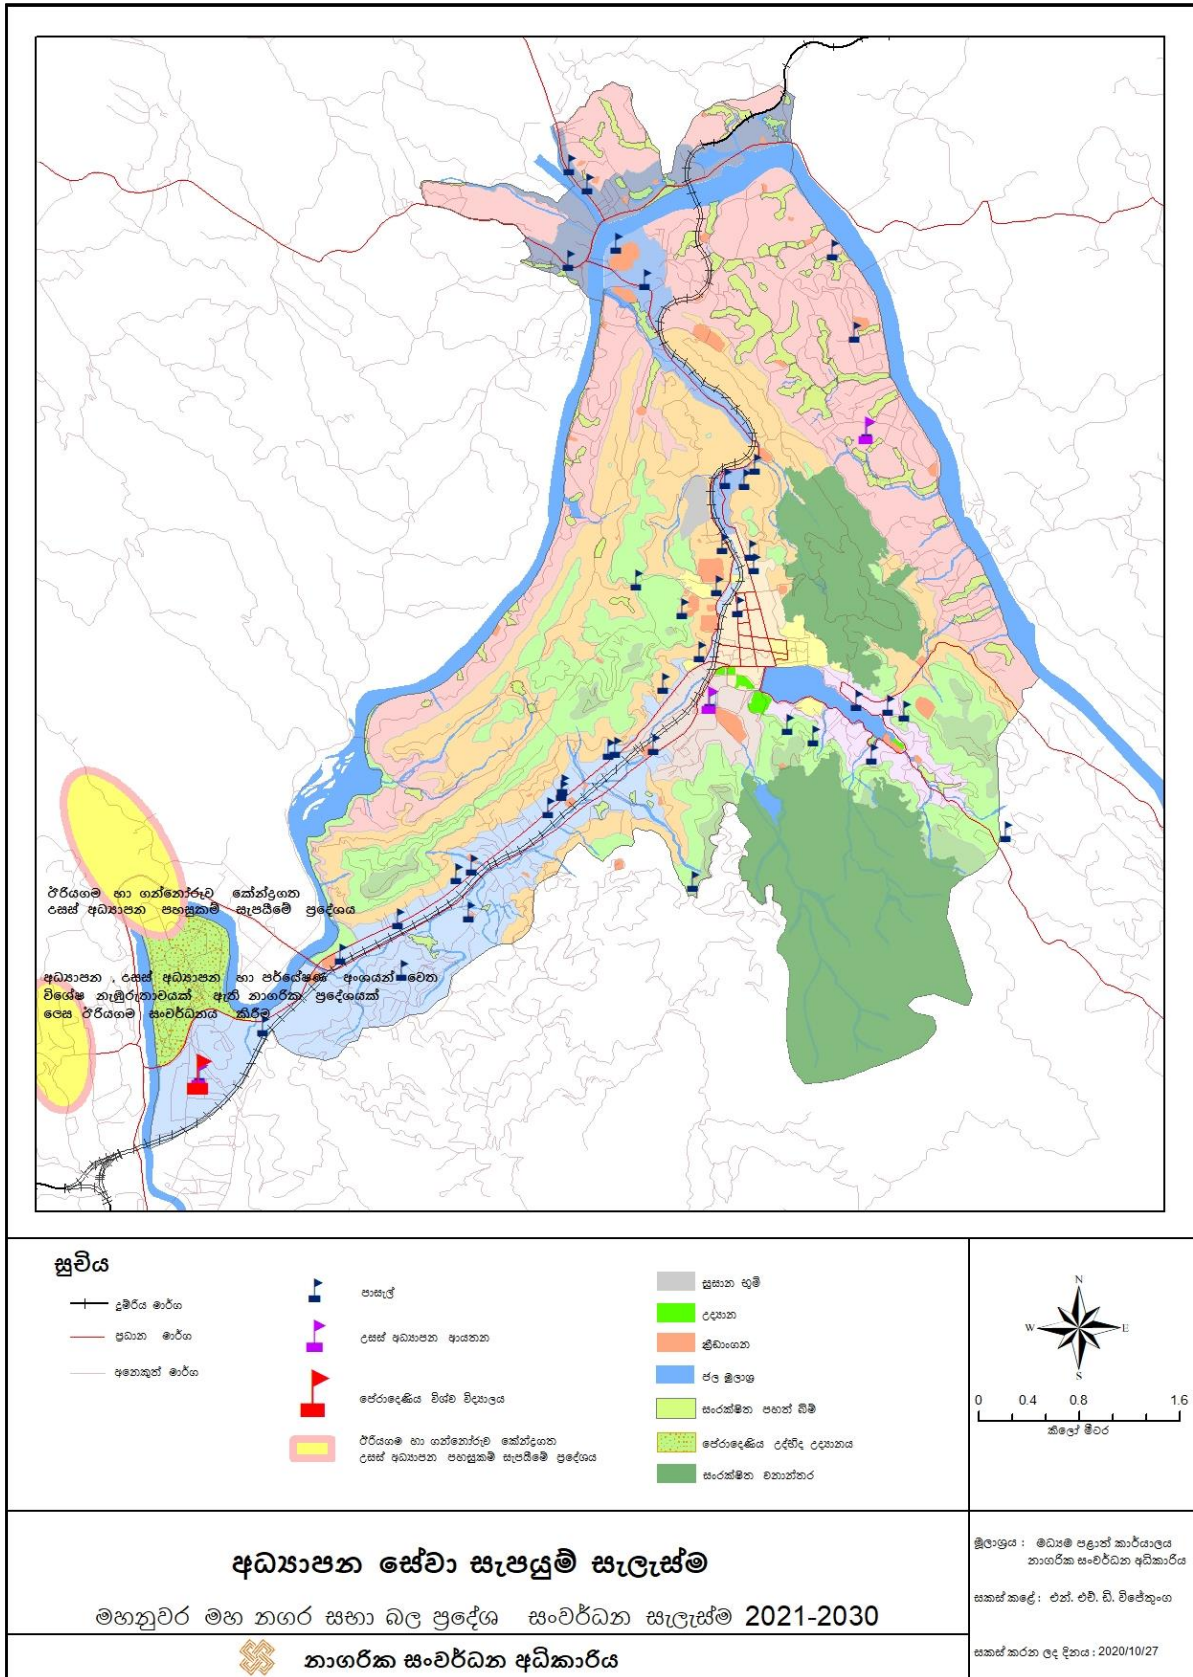 ඊරියගම හා ගන්නෝරුව කේන්ද්‍රගත
උසස් අධ්‍යාපන පහසුකම් සැපයීමේ ප්‍රදේශය
අධ්‍යාපන , උසස් අධ්‍යාපන හා පර්යේෂණ අංශයන් වෙත
විශේෂ නැඹුරුතාවයක් ඇති නාගරික ප්‍රදේශයක්
ලෙස ඊරියගම සංවර්ධනය කිරීම
සුචිය
දුම්රිය මාර්ග
ප්‍රධාන මාර්ග
අනෙකුත් මාර්ග
පාසැල්
උසස් අධ්‍යාපන ආයතන
පේරාදෙණිය විශ්ව විද්‍යාලය
ඊරියගම හා ගන්නෝරුව කේන්ද්‍රගත
උසස් අධ්‍යාපන පහසුකම් සැපයීමේ ප්‍රදේශය
සුසාන භූමි
උද්‍යාන
ක්‍රීඩාංගන
ජල මූලාශ්‍ර
සංරක්ෂිත පහත් බිම්
පේරාදෙණිය උද්භිද උද්‍යානය
සංරක්ෂිත වනාන්තර
N
W E
S
0 0.4 0.8 1.6
කිලෝ මීටර
අධ්‍යාපන සේවා සැපයුම් සැලැස්ම
මහනුවර මහ නගර සභා බල ප්‍රදේශ සංවර්ධන සැලැස්ම 2021-2030
නාගරික සංවර්ධන අධිකාරිය
මූලාශ්‍රය : මධ්‍යම පළාත් කාර්යාලය
නාගරික සංවර්ධන අධිකාරිය
සකස් කළේ : එන්. එච්. ඩි. විජේතුංග
සකස් කරන ලද දිනය : 2020/10/27